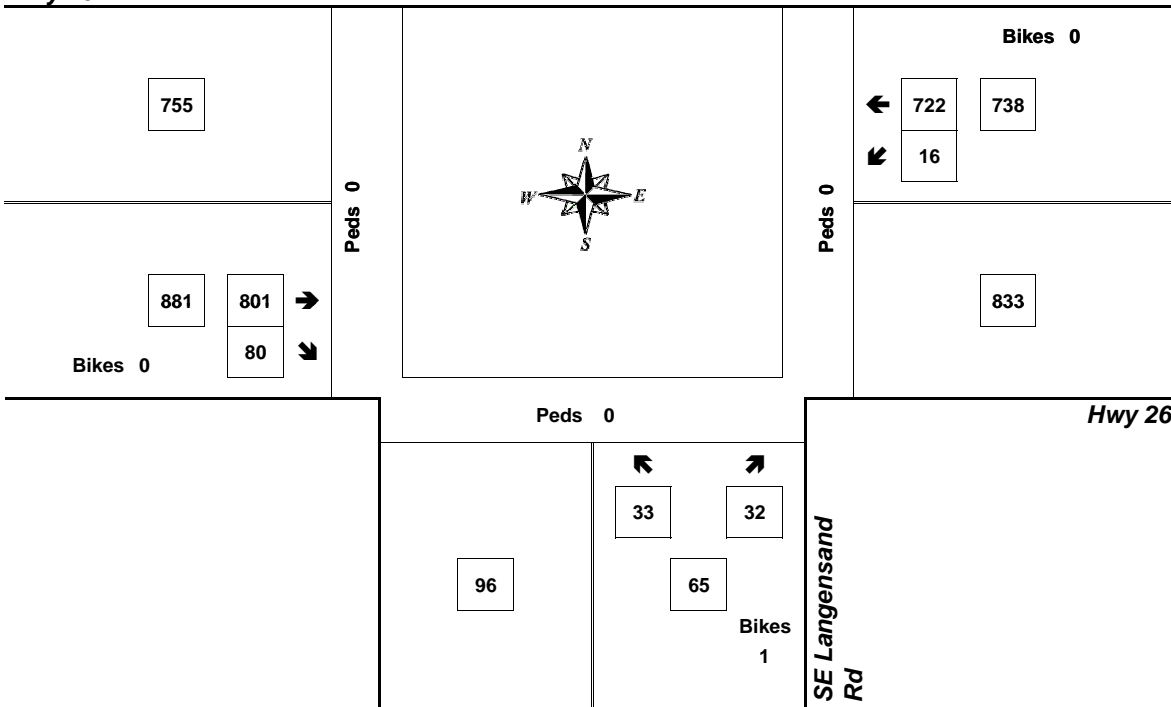 Bikes 0
755
722 738
16
N
W E
S
Peds 0
Peds 0
881 801
80
Bikes 0
833
Peds 0
Hwy 26
33 32
96 65
Bikes
1
SE Langensand
Rd